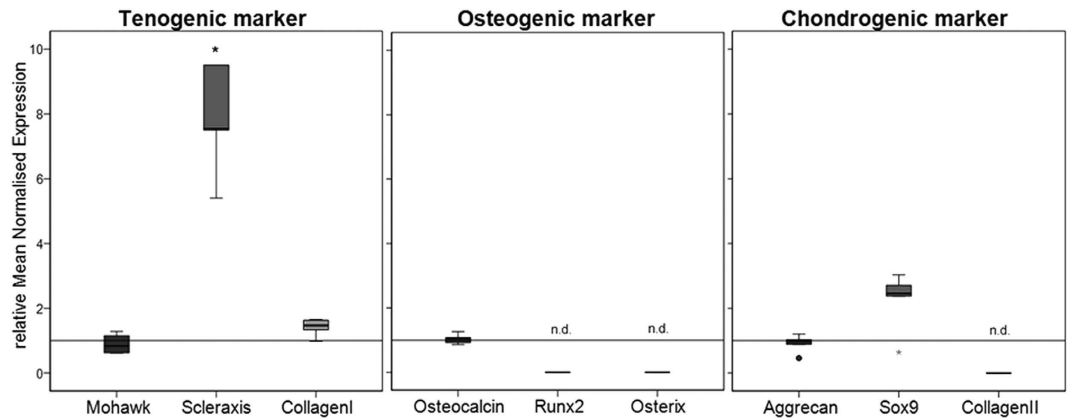 Tenogenic marker
Osteogenic marker
Chondrogenic marker
relative Mean Normalised Expression
10
8
6
4
2
0
*
n.d.
n.d.
n.d.
*
Mohawk
Scleraxis
CollagenI
Osteocalcin
Runx2
Osterix
Aggrecan
Sox9
CollagenII